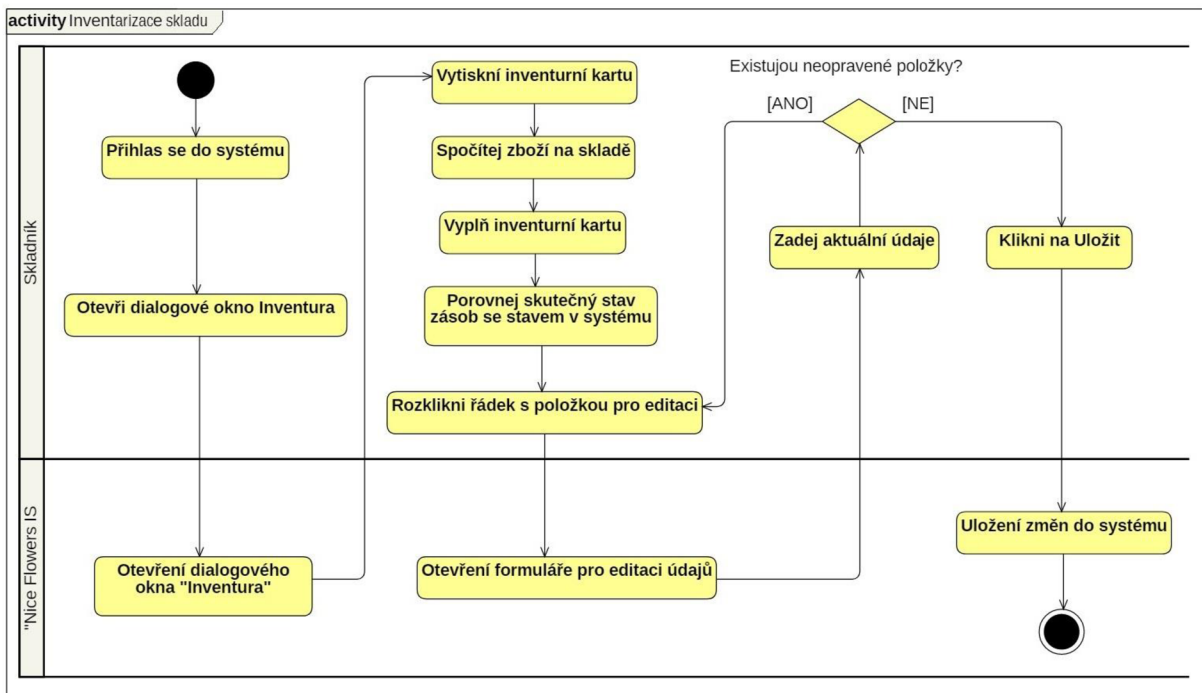 activity Inventarizace skladu
Skladník
Přihlas se do systému
Otevři dialogové okno Inventura
Vytiskní inventurní kartu
Spočítej zboží na skladě
Vyplň inventurní kartu
Porovnej skutečný stav
zásob se stavem v systému
Rozklikni řádek s položkou pro editaci
Existujou neopravené položky?
[ANO]
[NE]
Zadej aktuální údaje
Klikni na Uložit
"Nice Flowers IS
Otevření dialogového
okna "Inventura"
Otevření formuláře pro editaci údajů
Uložení změn do systému